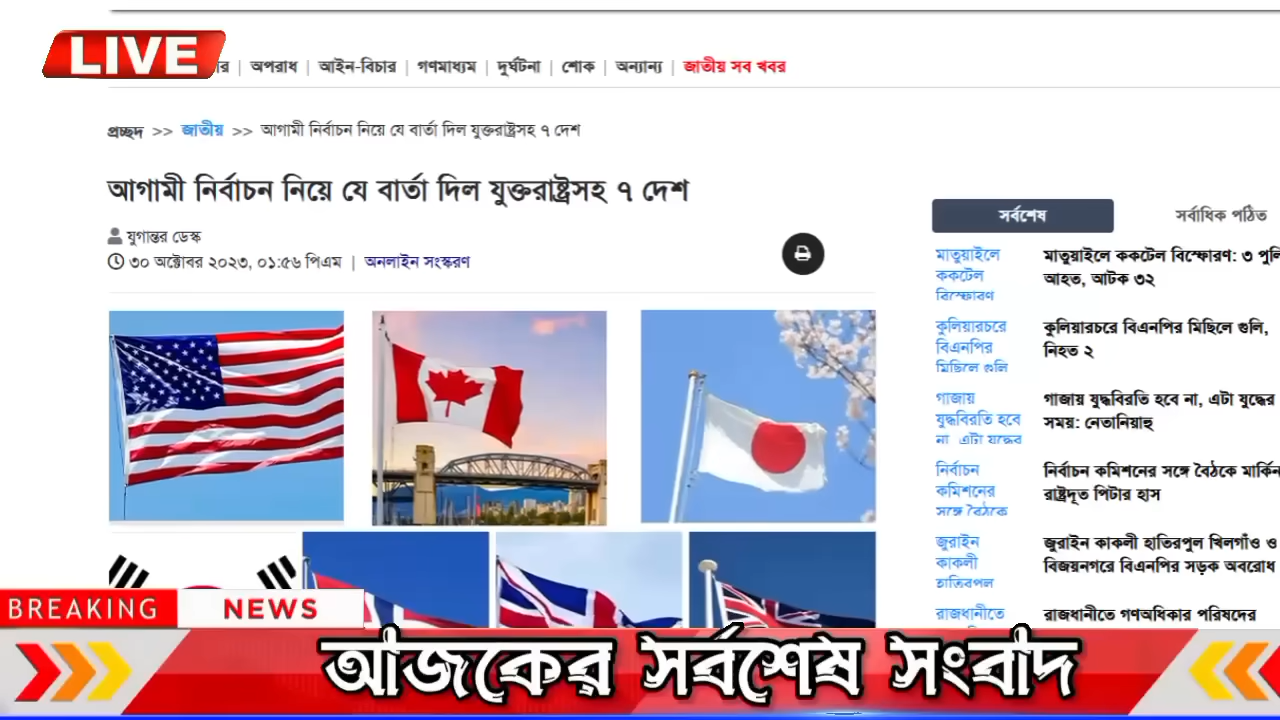 LIVE
র | অপরাধ | আইন-বিচার | গণমাধ্যম | দুর্ঘটনা | শোক | অন্যান্য | জাতীয় সব খবর
প্রচ্ছদ >> জাতীয় >> আগামী নির্বাচন নিয়ে যে বার্তা দিল যুক্তরাষ্ট্রসহ ৭ দেশ
আগামী নির্বাচন নিয়ে যে বার্তা দিল যুক্তরাষ্ট্রসহ ৭ দেশ
যুগান্তর ডেস্ক
৩০ অক্টোবর ২০২৩, ০১:৫৬ পিএম | অনলাইন সংস্করণ
সর্বশেষ
সর্বাধিক পঠিত
মাতুয়াইলে
ককটেল
বিস্ফোরণ
মাতুয়াইলে ককটেল বিস্ফোরণ: ৩ পুলি
আহত, আটক ৩২
কুলিয়ারচরে
বিএনপির
মিছিলে গুলি
কুলিয়ারচরে বিএনপির মিছিলে গুলি,
নিহত ২
গাজায়
যুদ্ধবিরতি হবে
না, এটা যুদ্ধের
গাজায় যুদ্ধবিরতি হবে না, এটা যুদ্ধের
সময়: নেতানিয়াহু
নির্বাচন
কমিশনের
সঙ্গে বৈঠকে
নির্বাচন কমিশনের সঙ্গে বৈঠকে মার্কিন
রাষ্ট্রদূত পিটার হাস
জুরাইন
কাকলী
হাতিরপুল
জুরাইন কাকলী হাতিরপুল খিলগাঁও ও
বিজয়নগরে বিএনপির সড়ক অবরোধ
রাজধানীতে
রাজধানীতে গণঅধিকার পরিষদের
BREAKING NEWS
আজকের সর্বশেষ সংবাদ